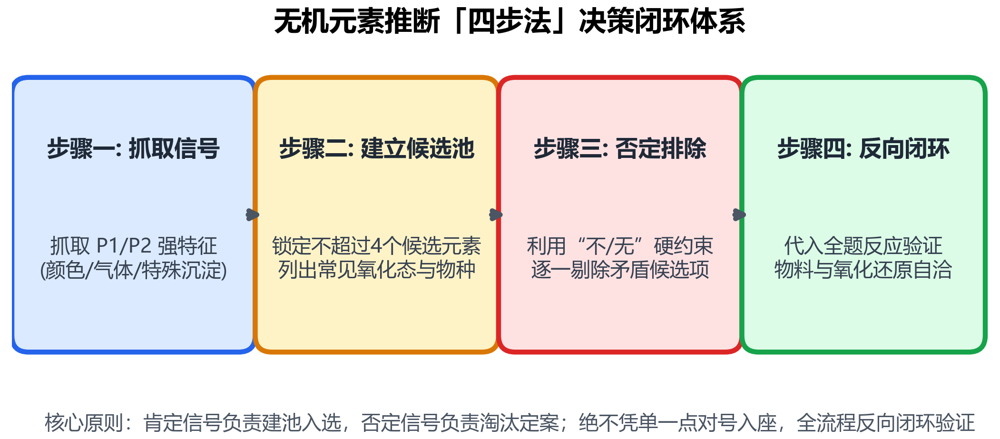 无机元素推断「四步法」决策闭环体系
步骤一: 抓取信号
抓取 P1/P2 强特征
(颜色/气体/特殊沉淀)
步骤二: 建立候选池
锁定不超过4个候选元素
列出常见氧化态与物种
步骤三: 否定排除
利用“不/无”硬约束
逐一剔除矛盾候选项
步骤四: 反向闭环
代入全题反应验证
物料与氧化还原自洽
核心原则：肯定信号负责建池入选，否定信号负责淘汰定案；绝不凭单一点对号入座，全流程反向闭环验证